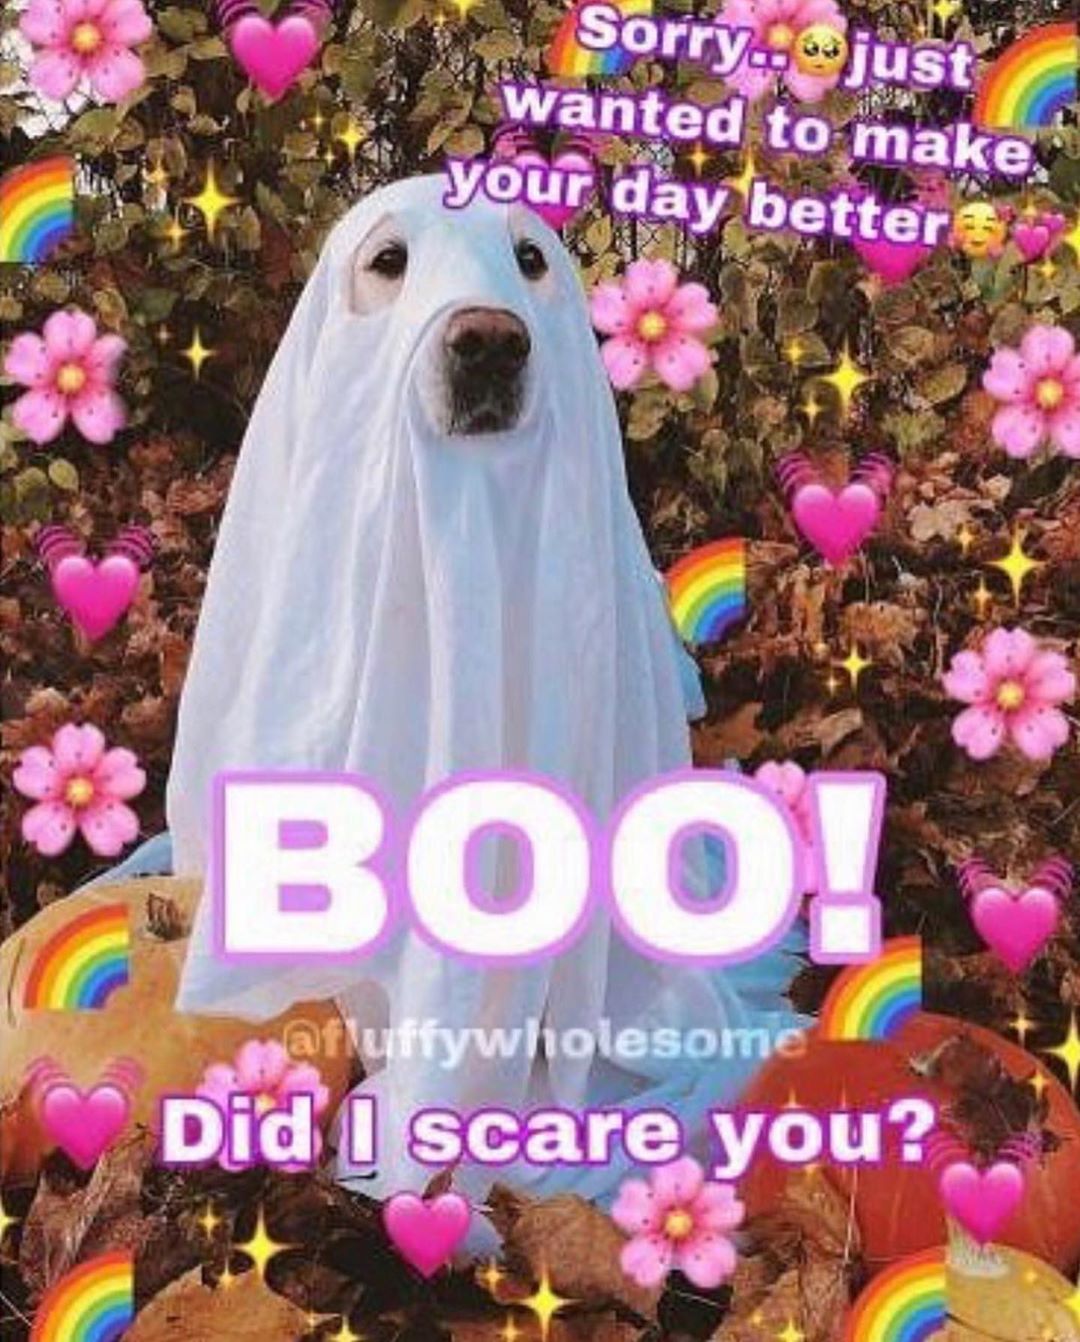 Sorry..🥺just
wanted to make
your day better🥰💞
BOO!
@fluffywholesome
Did I scare you?